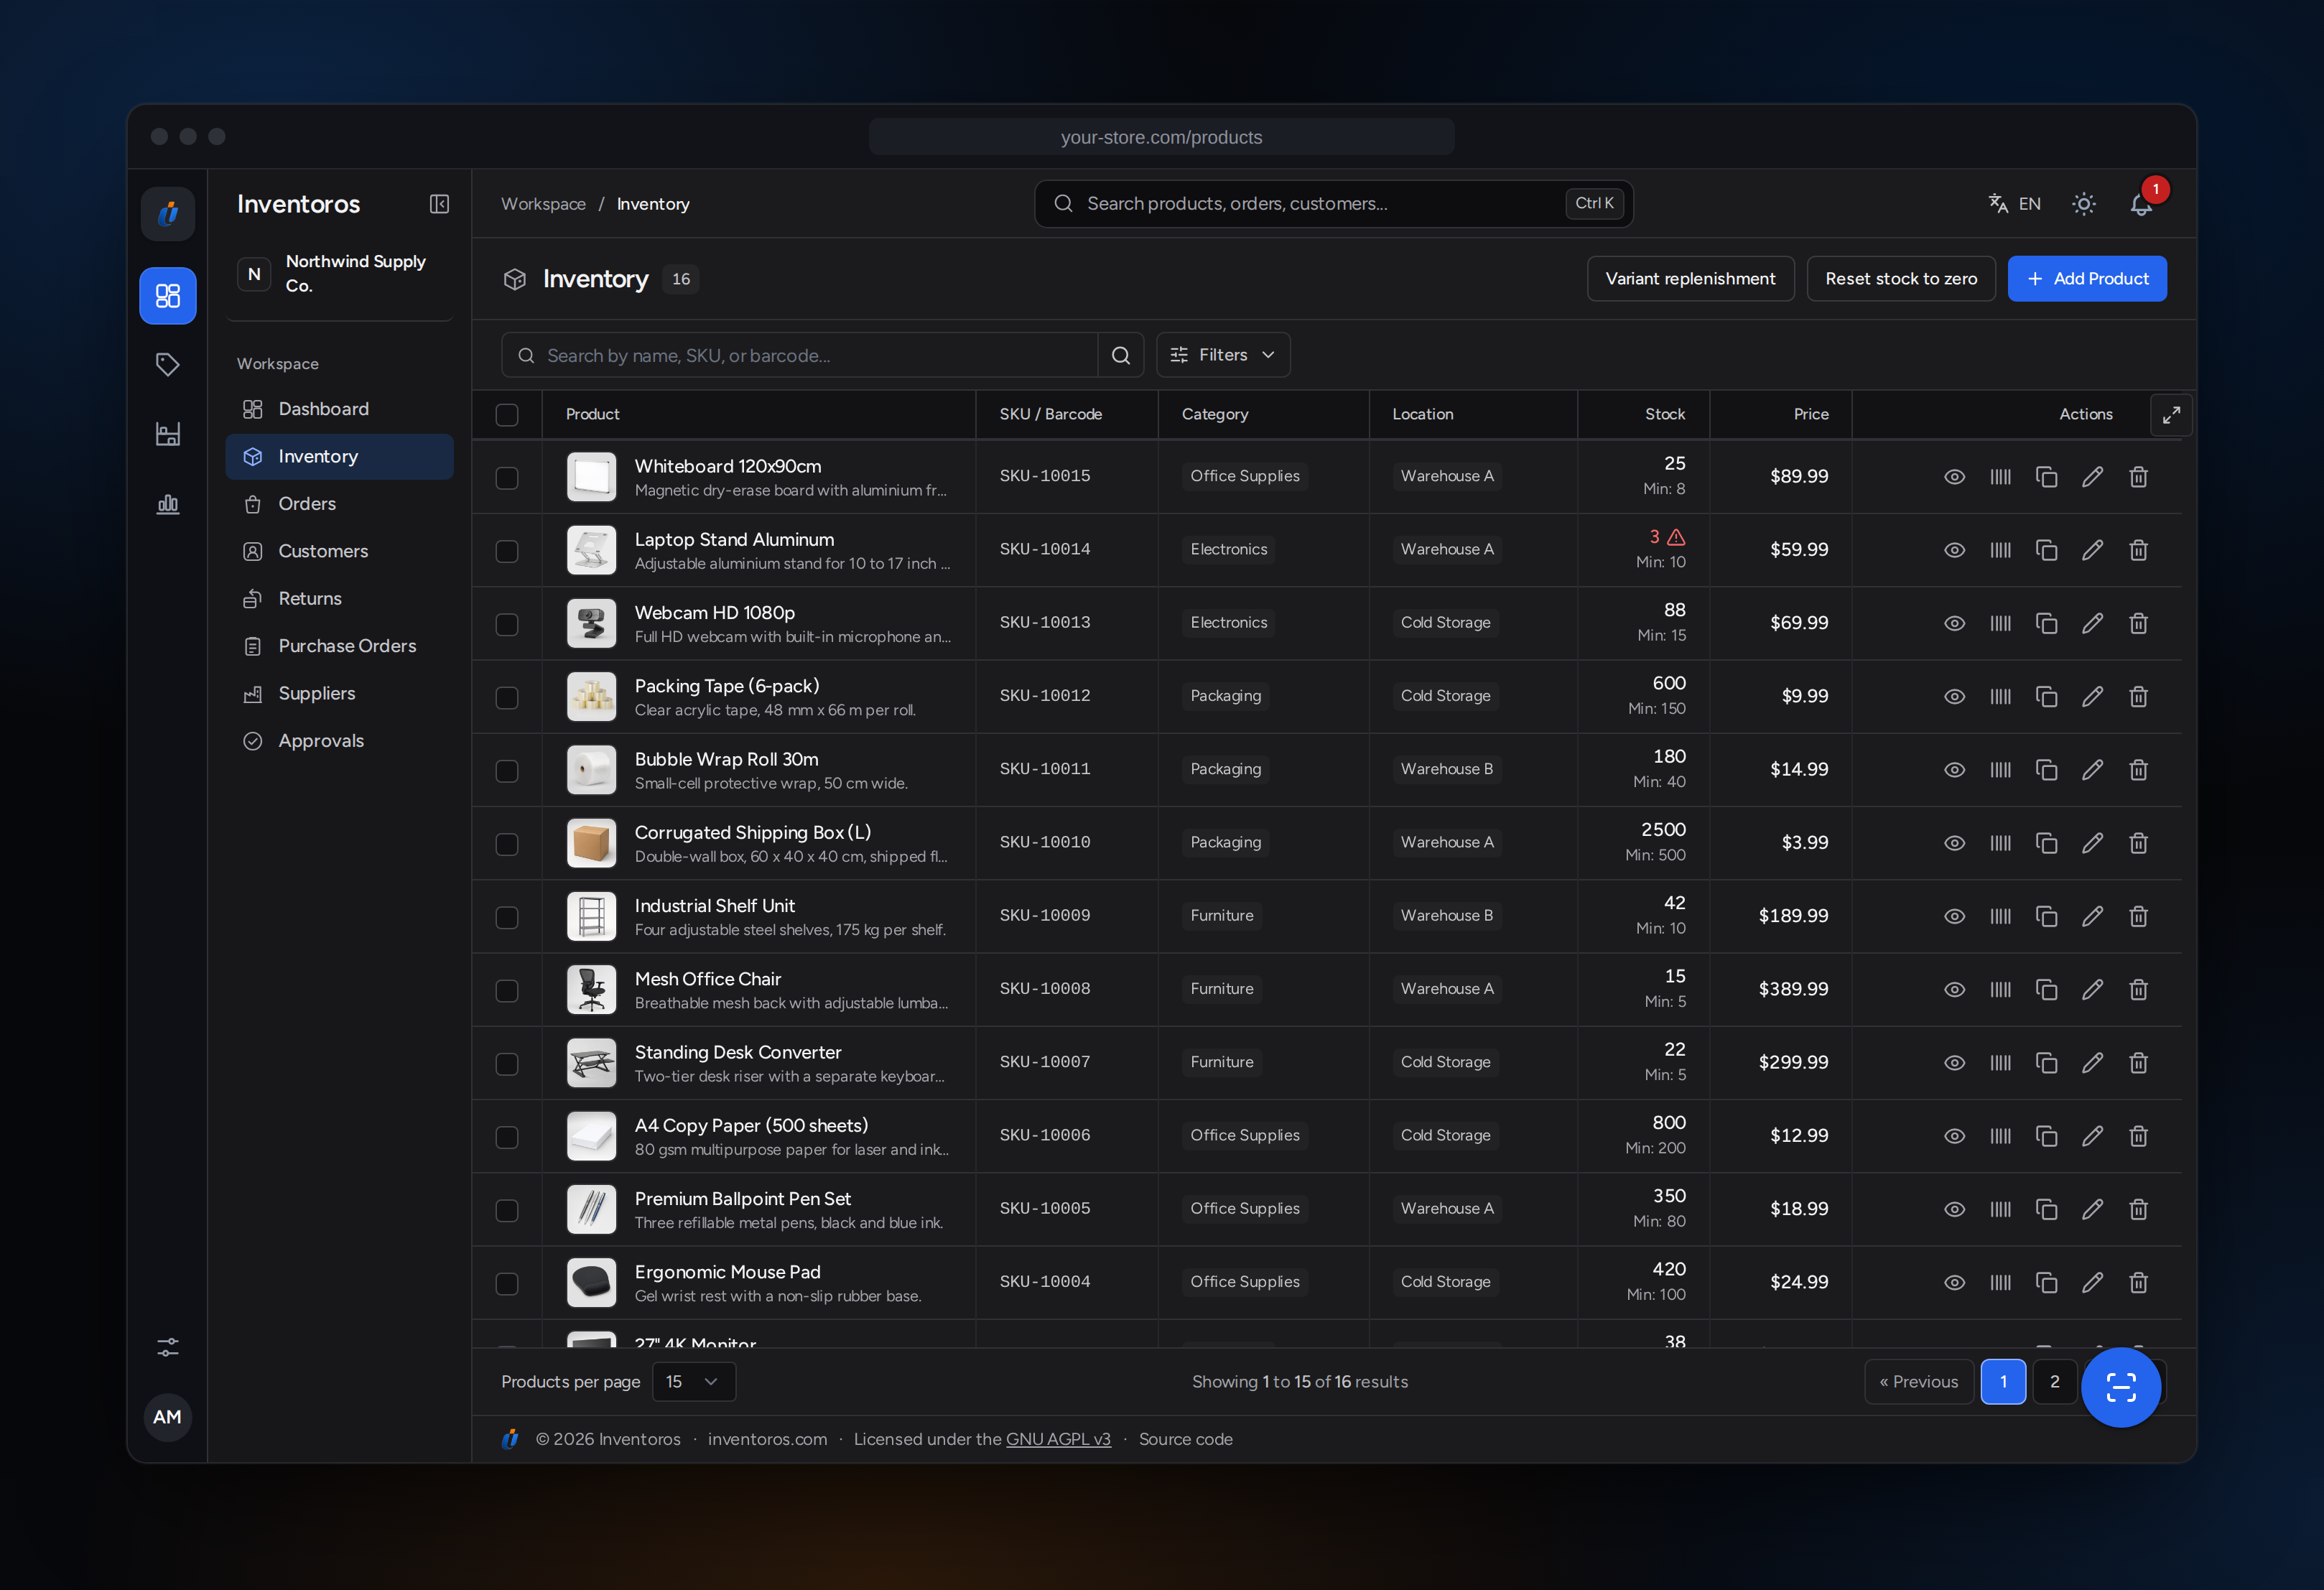 your-store.com/products
Inventoros
Workspace / Inventory
Search products, orders, customers...
Ctrl K
EN
1
N
Northwind Supply
Co.
Inventory
16
Variant replenishment
Reset stock to zero
Add Product
Search by name, SKU, or barcode...
Filters
Workspace
Dashboard
Inventory
Orders
Customers
Returns
Purchase Orders
Suppliers
Approvals
AM
Product
SKU / Barcode
Category
Location
Stock
Price
Actions
Whiteboard 120x90cm
Magnetic dry-erase board with aluminium fr...
SKU-10015
Office Supplies
Warehouse A
25
Min: 8
$89.99
Laptop Stand Aluminum
Adjustable aluminium stand for 10 to 17 inch ...
SKU-10014
Electronics
Warehouse A
3
Min: 10
$59.99
Webcam HD 1080p
Full HD webcam with built-in microphone an...
SKU-10013
Electronics
Cold Storage
88
Min: 15
$69.99
Packing Tape (6-pack)
Clear acrylic tape, 48 mm x 66 m per roll.
SKU-10012
Packaging
Cold Storage
600
Min: 150
$9.99
Bubble Wrap Roll 30m
Small-cell protective wrap, 50 cm wide.
SKU-10011
Packaging
Warehouse B
180
Min: 40
$14.99
Corrugated Shipping Box (L)
Double-wall box, 60 x 40 x 40 cm, shipped fl...
SKU-10010
Packaging
Warehouse A
2500
Min: 500
$3.99
Industrial Shelf Unit
Four adjustable steel shelves, 175 kg per shelf.
SKU-10009
Furniture
Warehouse B
42
Min: 10
$189.99
Mesh Office Chair
Breathable mesh back with adjustable lumba...
SKU-10008
Furniture
Warehouse A
15
Min: 5
$389.99
Standing Desk Converter
Two-tier desk riser with a separate keyboar...
SKU-10007
Furniture
Cold Storage
22
Min: 5
$299.99
A4 Copy Paper (500 sheets)
80 gsm multipurpose paper for laser and ink...
SKU-10006
Office Supplies
Cold Storage
800
Min: 200
$12.99
Premium Ballpoint Pen Set
Three refillable metal pens, black and blue ink.
SKU-10005
Office Supplies
Warehouse A
350
Min: 80
$18.99
Ergonomic Mouse Pad
Gel wrist rest with a non-slip rubber base.
SKU-10004
Office Supplies
Cold Storage
420
Min: 100
$24.99
27" 4K Monitor
38
Products per page
15
Showing 1 to 15 of 16 results
« Previous
1
2
© 2026 Inventoros · inventoros.com · Licensed under the GNU AGPL v3 · Source code